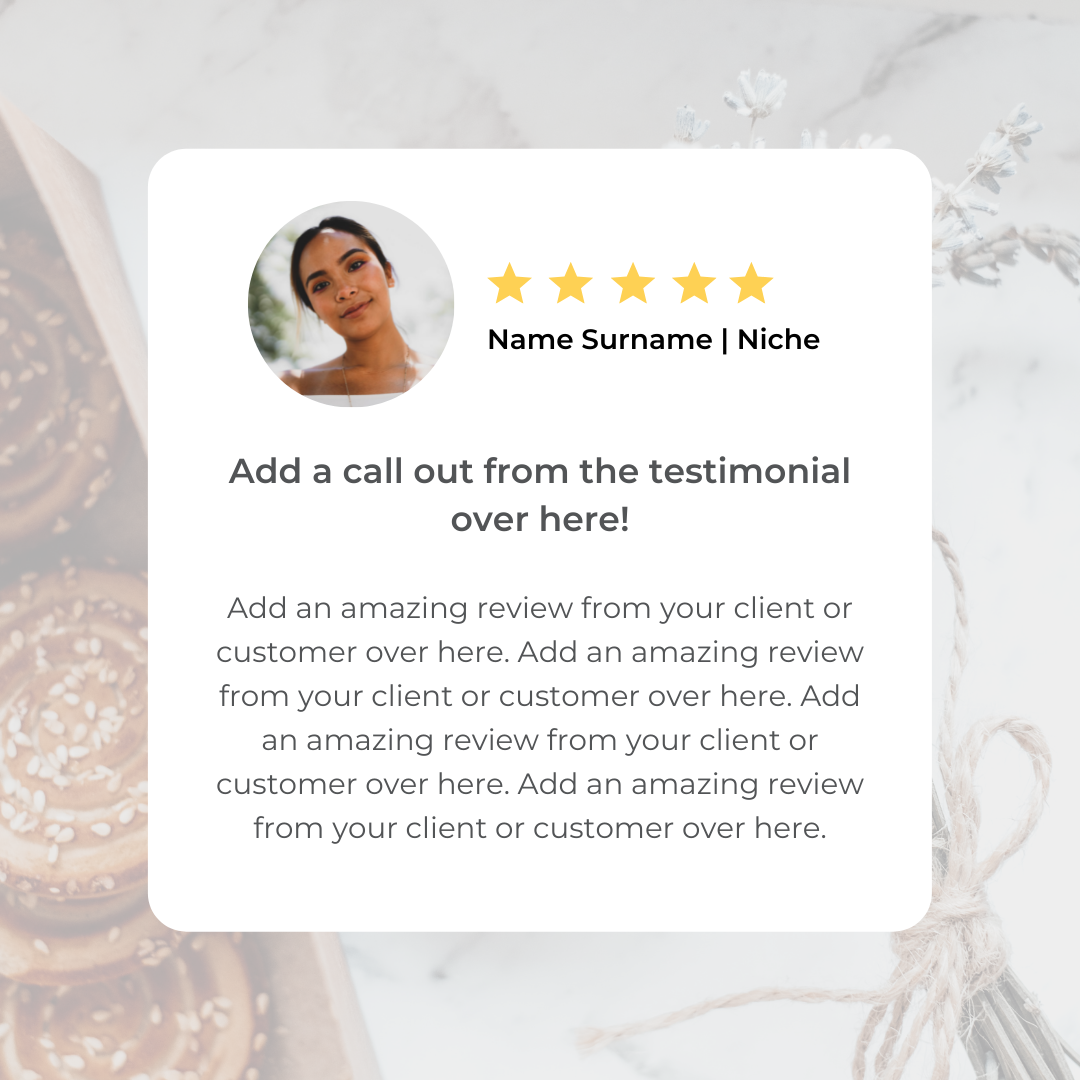 Name Surname | Niche
Add a call out from the testimonial
over here!
Add an amazing review from your client or
customer over here. Add an amazing review
from your client or customer over here. Add
an amazing review from your client or
customer over here. Add an amazing review
from your client or customer over here.